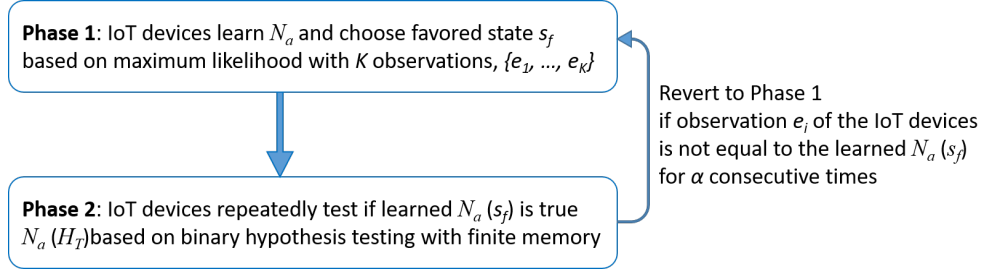 Phase 1: IoT devices learn Na and choose favored state sf
based on maximum likelihood with K observations, {e1, ..., eK}
Revert to Phase 1
if observation ei of the IoT devices
is not equal to the learned Na (sf)
for α consecutive times
Phase 2: IoT devices repeatedly test if learned Na (sf) is true
Na (HT)based on binary hypothesis testing with finite memory